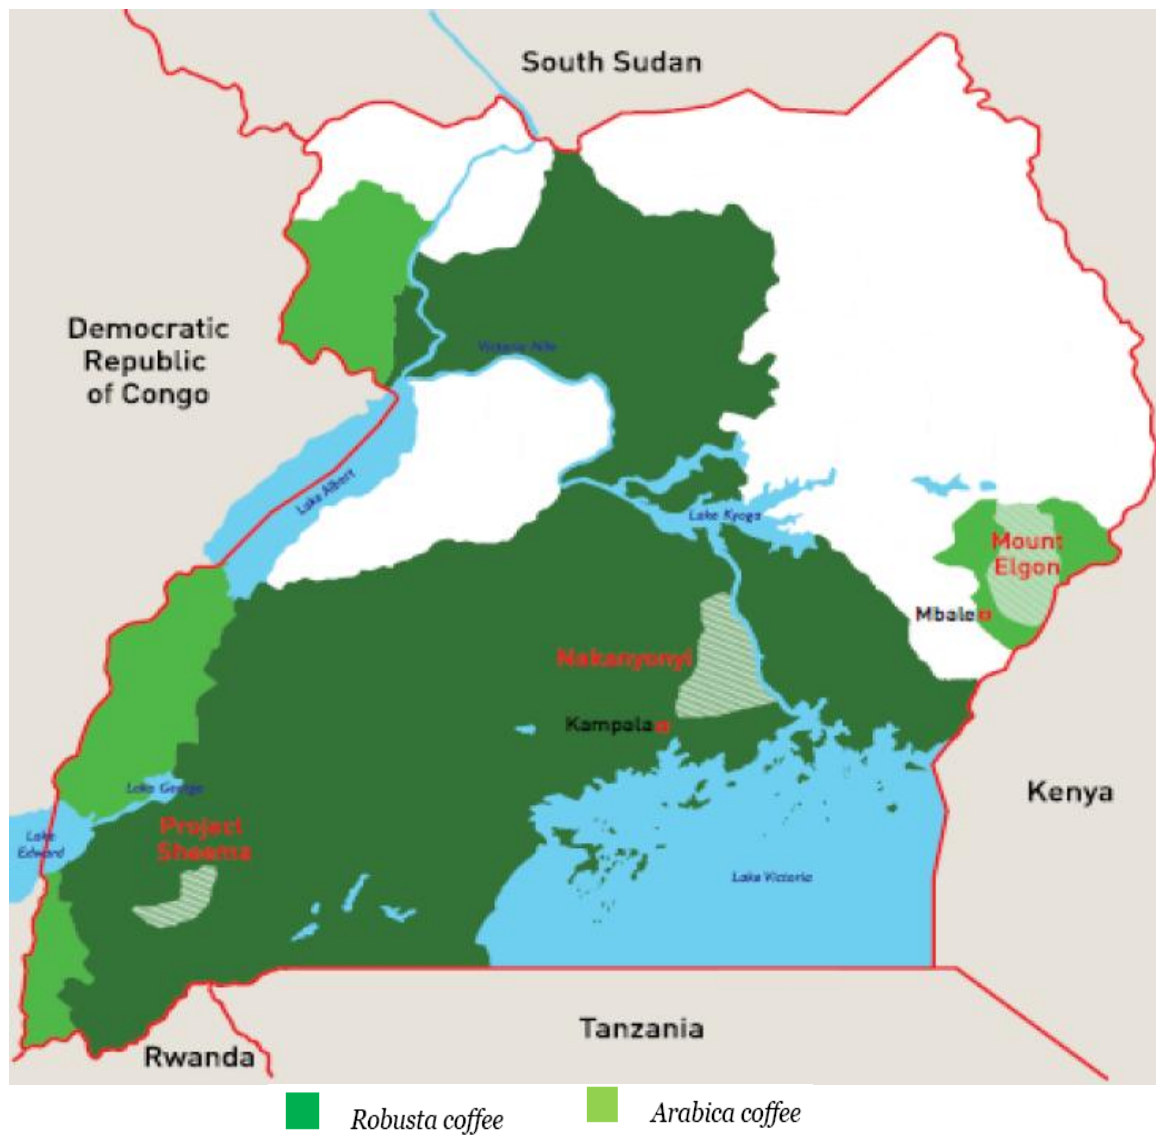 South Sudan
Democratic
Republic
of Congo
Victoria Nile
Lake Albert
Lake Kyoga
Mount
Elgon
Mbale
Nakanyonyi
Kampala
Lake George
Kenya
Lake
Edward
Project
Sheema
Lake Victoria
Tanzania
Rwanda
Robusta coffee
Arabica coffee